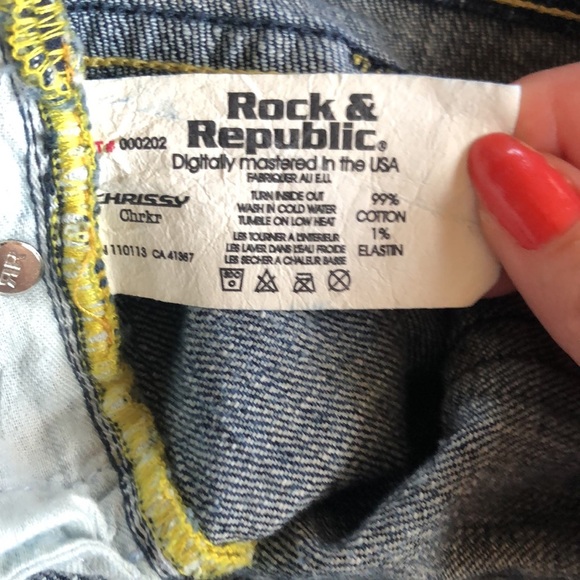 Rock &
Republic®
T# 000202
Digitally mastered in the USA
FABRIQUER AU E.U.
CHRISSY
Chrkr
110113 CA 41367
TURN INSIDE OUT
WASH IN COLD WATER
TUMBLE ON LOW HEAT
LES TOURNER A L'INTERIEUR
LES LAVER DANS L'EAU FROIDE
LES SECHER A CHALEUR BAISSE
99%
COTTON
1%
ELASTIN